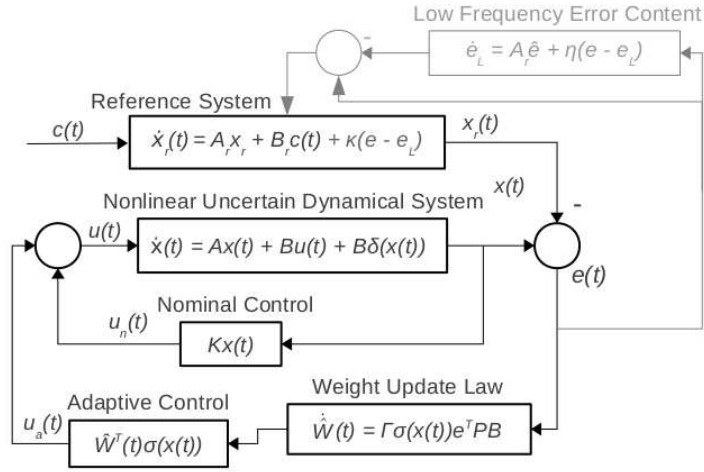 Low Frequency Error Content
-
ė_L = A_r ê + η(e - e_L)
Reference System
c(t)
ẋ_r(t) = A_r x_r + B_r c(t) + κ(e - e_L)
x_r(t)
x(t)
Nonlinear Uncertain Dynamical System
-
u(t)
ẋ(t) = Ax(t) + Bu(t) + Bδ(x(t))
e(t)
Nominal Control
u_n(t)
Kx(t)
Weight Update Law
Adaptive Control
u_a(t)
Ŵ^T(t)σ(x(t))
Ŵ̇(t) = Γσ(x(t))e^T PB